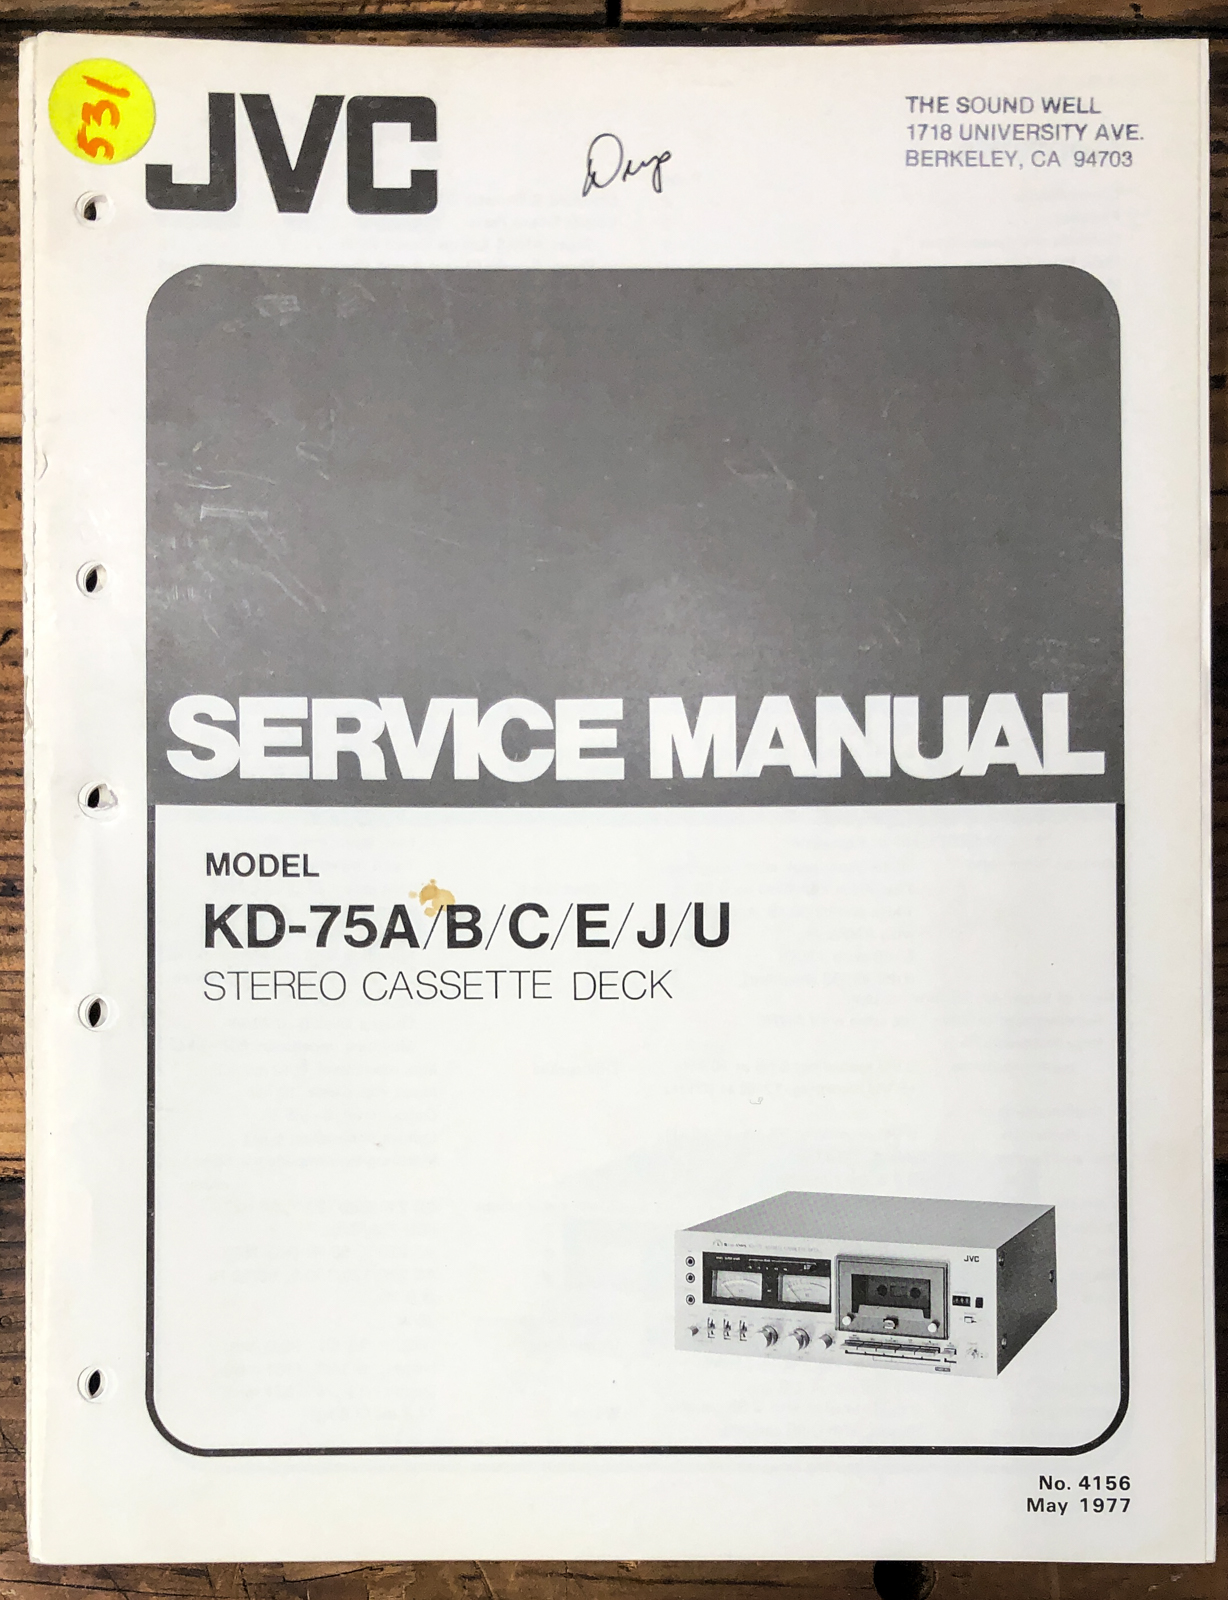 531
JVC
THE SOUND WELL
1718 UNIVERSITY AVE.
BERKELEY, CA 94703
SERVICE MANUAL
MODEL
KD-75A/B/C/E/J/U
STEREO CASSETTE DECK
JVC
No. 4156
May 1977